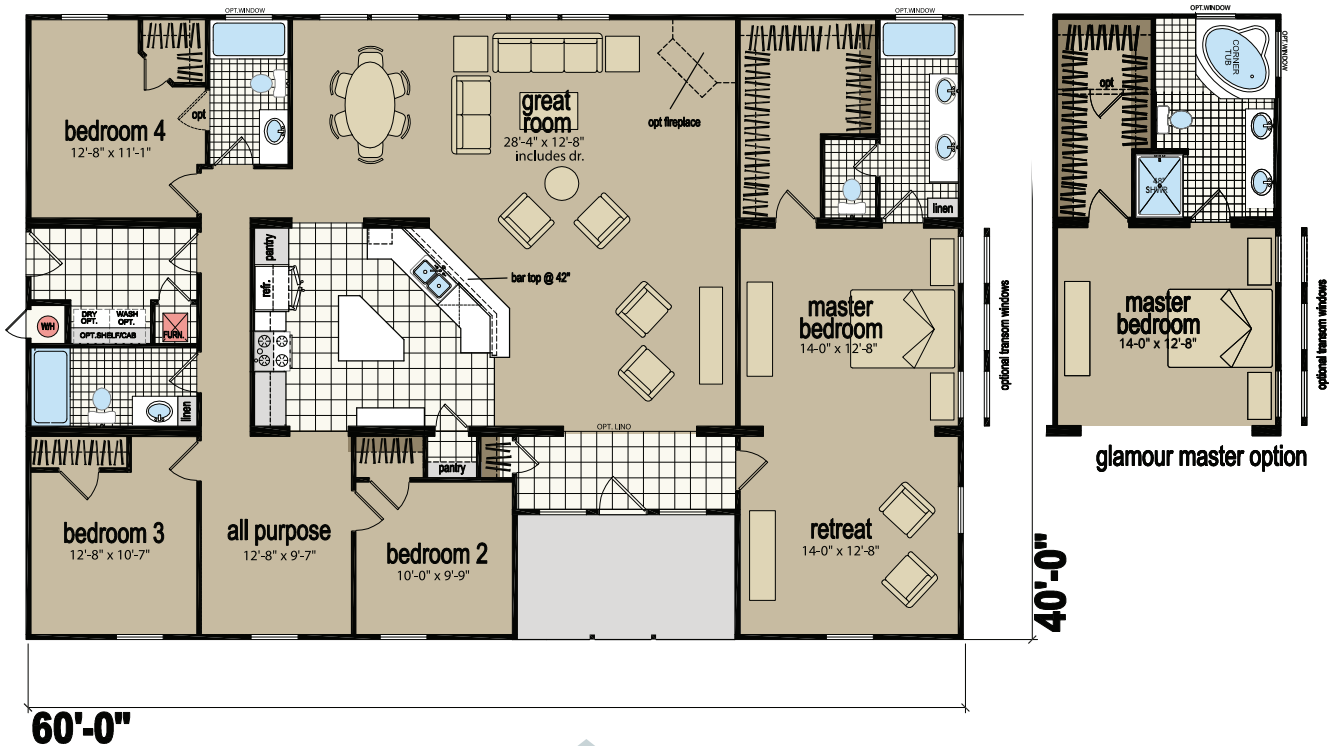 OPT.WINDOW
OPT.WINDOW
OPT.WINDOW
OPT.WINDOW
CORNER
TUB
opt
48"
SHWR
master
bedroom
14-0" x 12'-8"
optional transom windows
glamour master option
bedroom 4
12'-8" x 11'-1"
opt
great
room
28'-4" x 12'-8"
includes dr.
opt fireplace
linen
pantry
refr.
bar top @ 42"
DRY
OPT.
WASH
OPT.
OPT.SHELF/CAB
W/H
FURN
linen
master
bedroom
14-0" x 12'-8"
optional transom windows
OPT. LINO
pantry
bedroom 3
12'-8" x 10'-7"
all purpose
12'-8" x 9'-7"
bedroom 2
10'-0" x 9'-9"
retreat
14-0" x 12'-8"
40'-0"
60'-0"